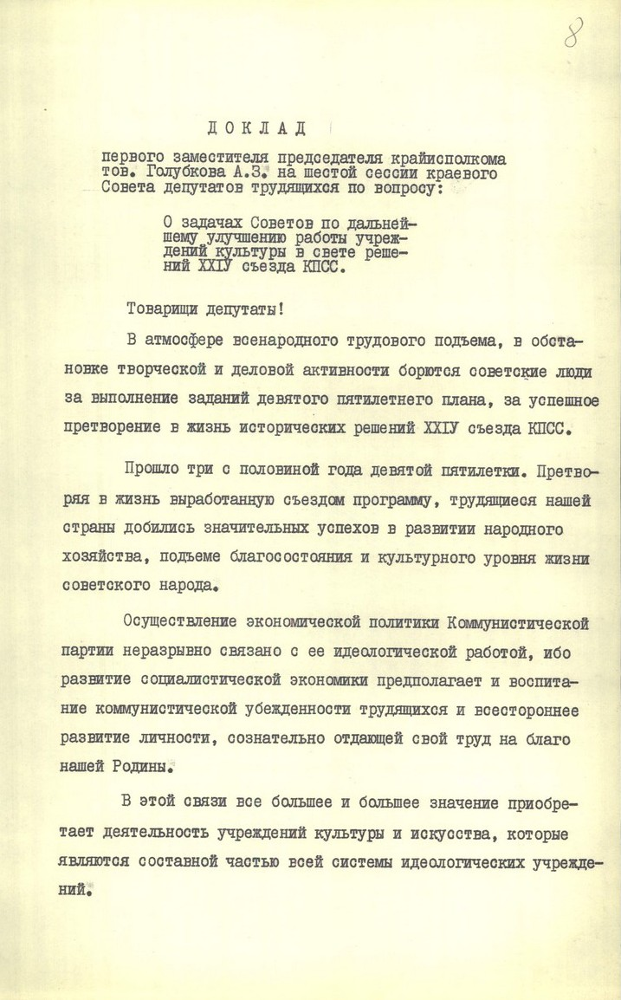 8
Д О К Л А Д
первого заместителя председателя крайисполкома
тов. Голубкова А.З. на шестой сессии краевого
Совета депутатов трудящихся по вопросу:
О задачах Советов по дальней-
шему улучшению работы учреж-
дений культуры в свете реше-
ний XXIУ съезда КПСС.
Товарищи депутаты!
В атмосфере всенародного трудового подъема, в обста-
новке творческой и деловой активности борются советские люди
за выполнение заданий девятого пятилетнего плана, за успешное
претворение в жизнь исторических решений XXIУ съезда КПСС.
Прошло три с половиной года девятой пятилетки. Претво-
ряя в жизнь выработанную съездом программу, трудящиеся нашей
страны добились значительных успехов в развитии народного
хозяйства, подъеме благосостояния и культурного уровня жизни
советского народа.
Осуществление экономической политики Коммунистической
партии неразрывно связано с ее идеологической работой, ибо
развитие социалистической экономики предполагает и воспита-
ние коммунистической убежденности трудящихся и всестороннее
развитие личности, сознательно отдающей свой труд на благо
нашей Родины.
В этой связи все большее и большее значение приобре-
тает деятельность учреждений культуры и искусства, которые
являются составной частью всей системы идеологических учрежде-
ний.